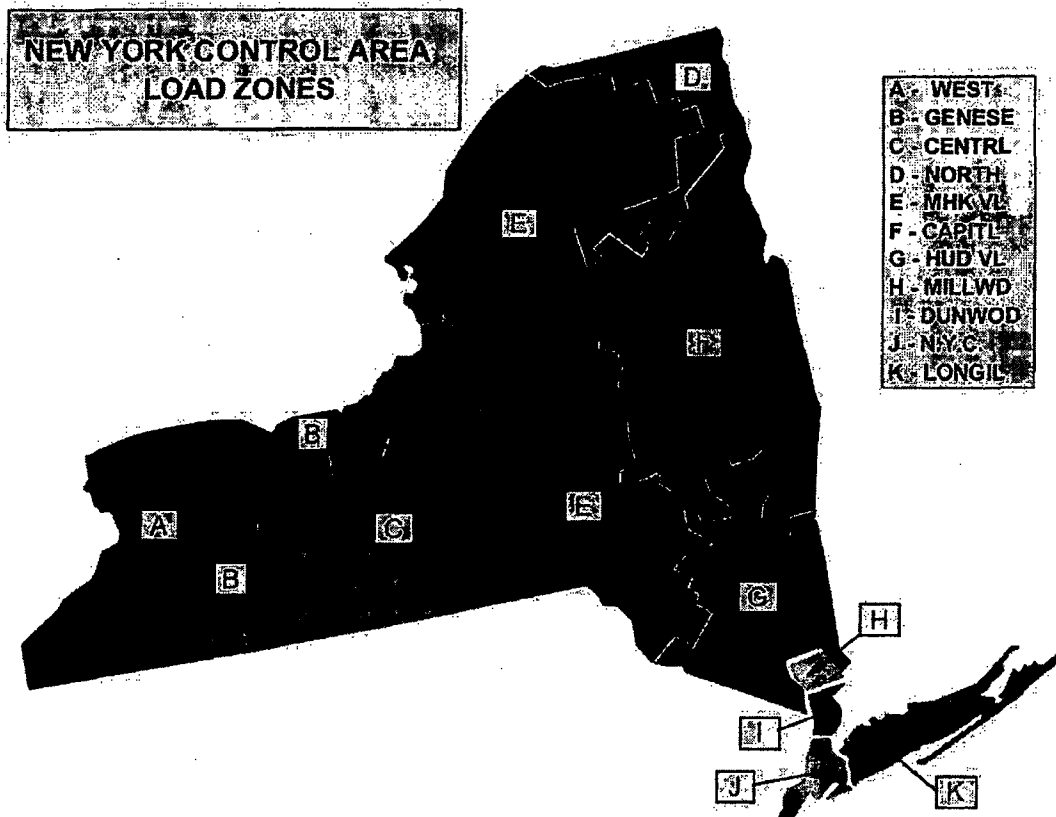 NEW YORK CONTROL AREA
LOAD ZONES
A - WEST
B - GENESE
C - CENTRL
D - NORTH
E - MHK VL
F - CAPITL
G - HUD VL
H - MILLWD
I - DUNWOD
J - N.Y.C.
K - LONGIL
D
E
F
B
A
C
E
B
G
H
I
J
K